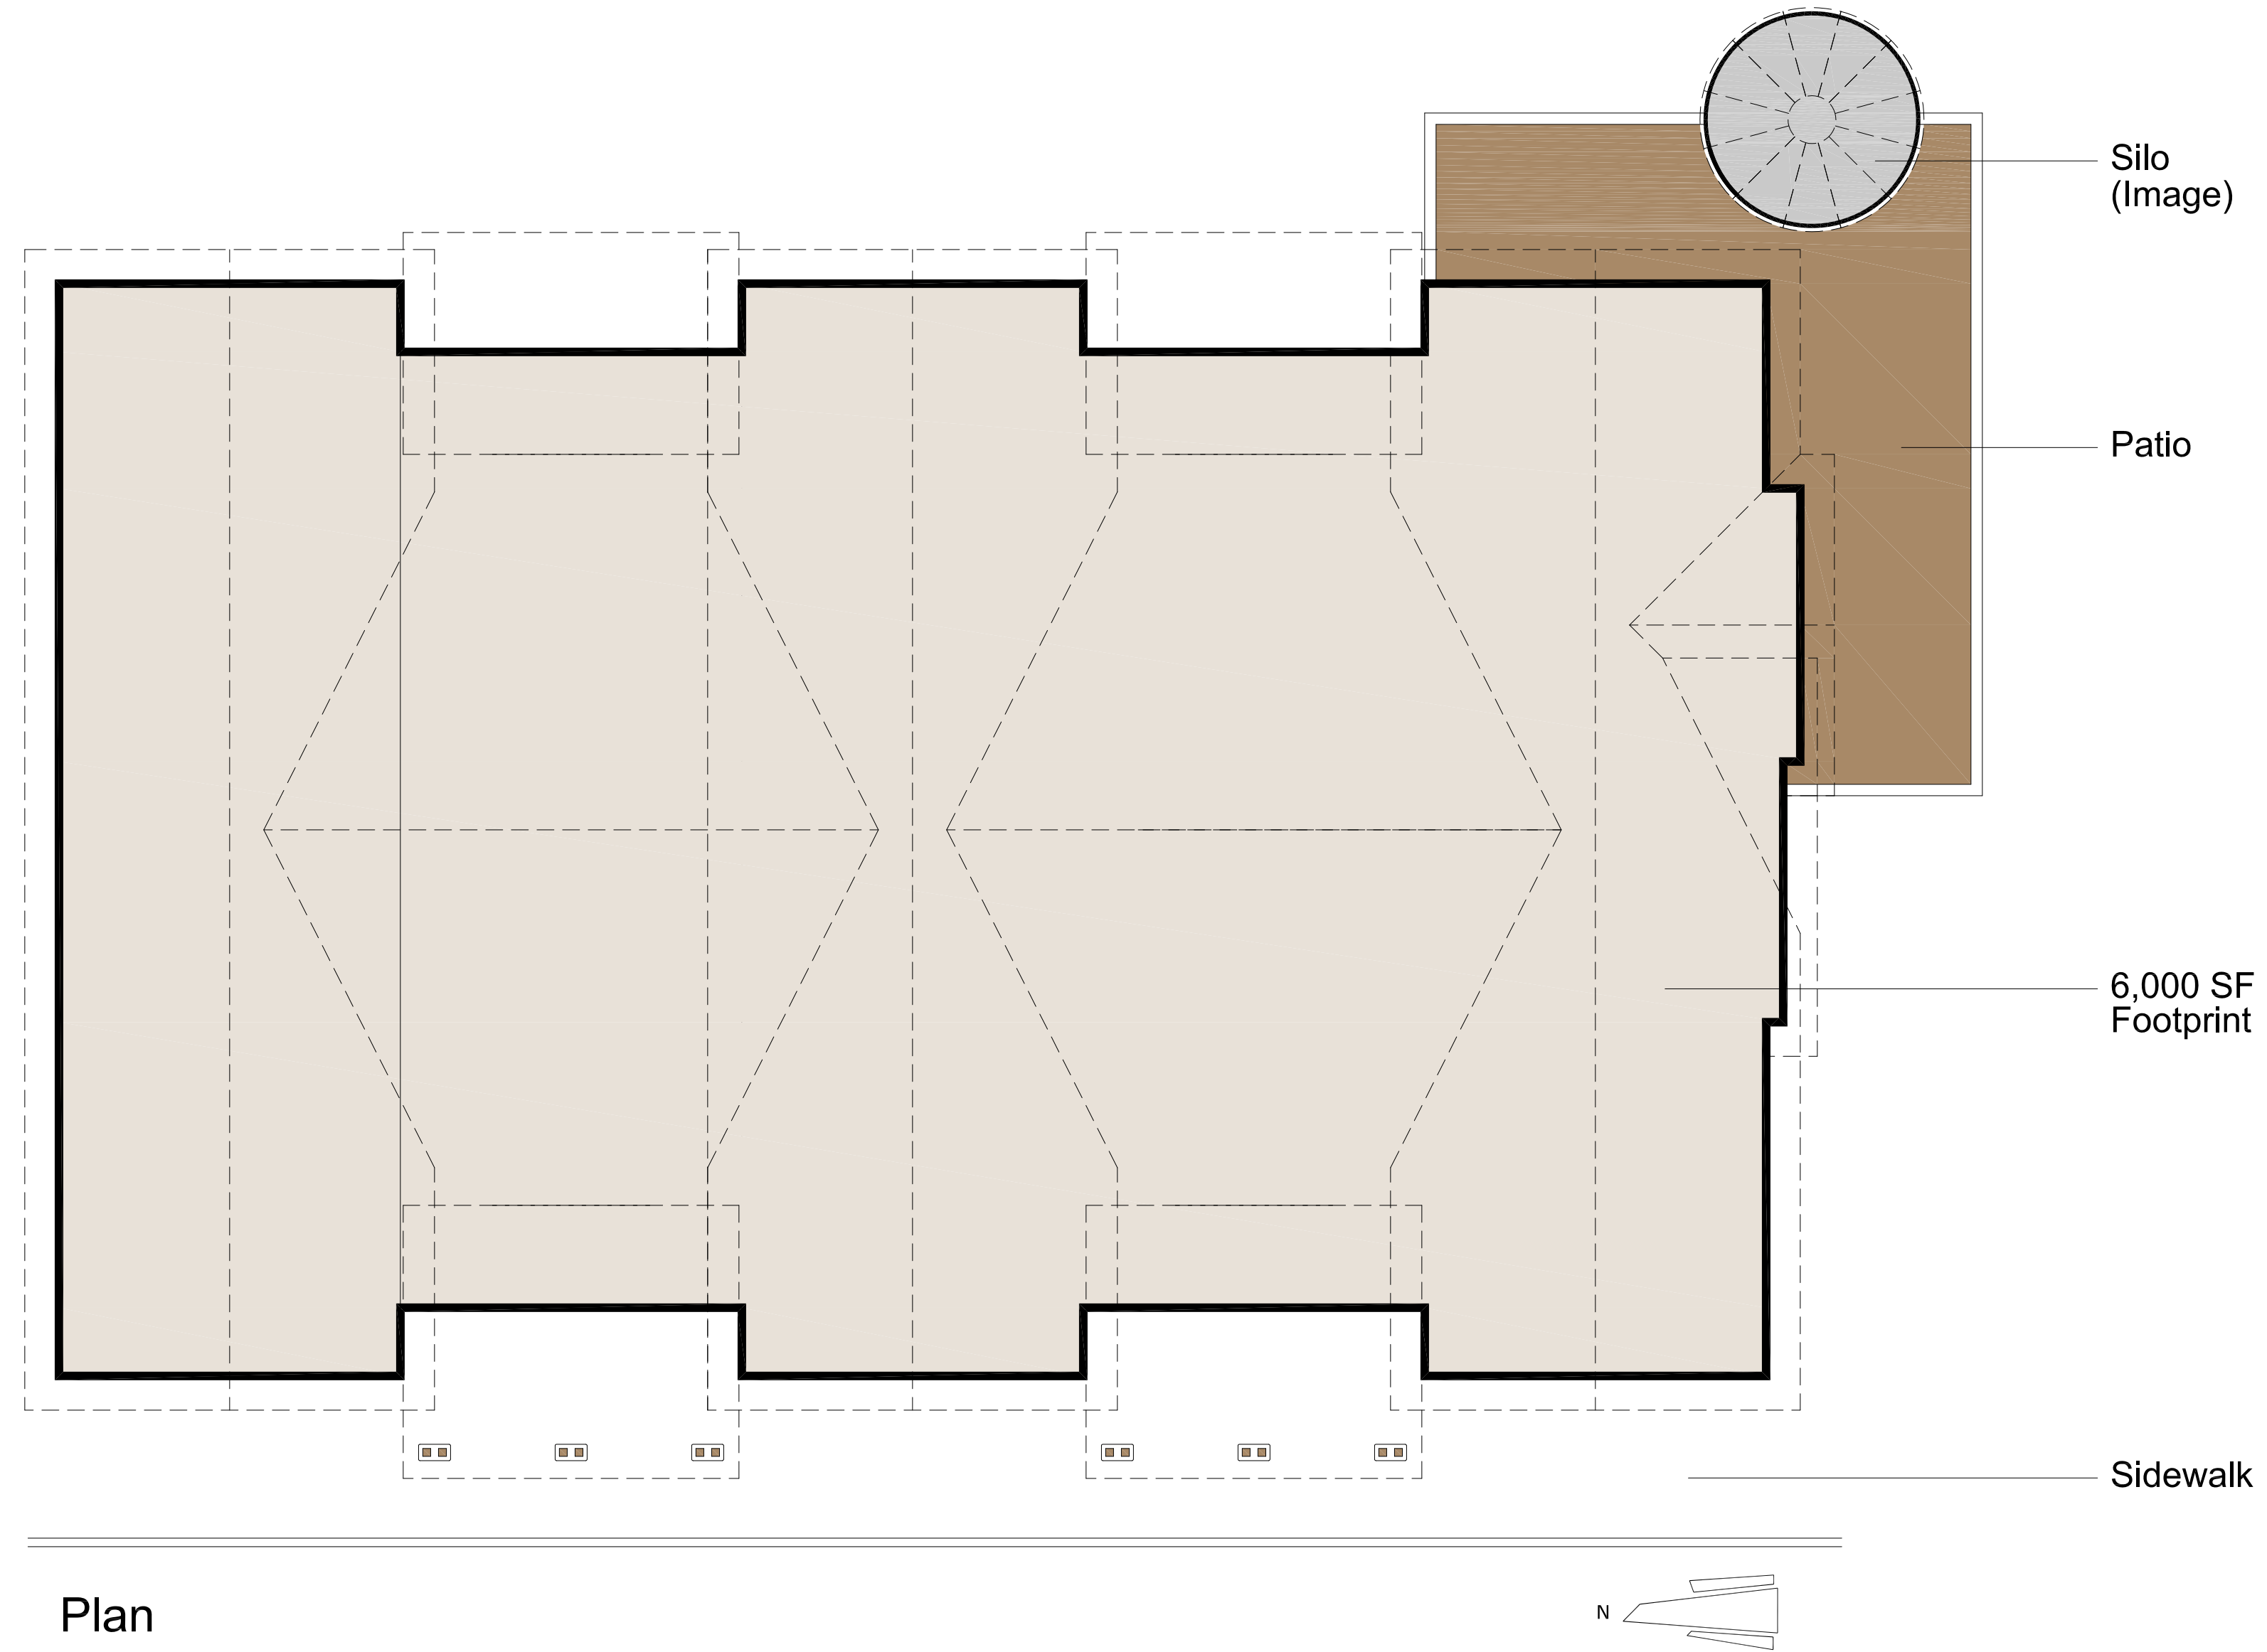 Silo
(Image)
Patio
6,000 SF
Footprint
Sidewalk
Plan
N